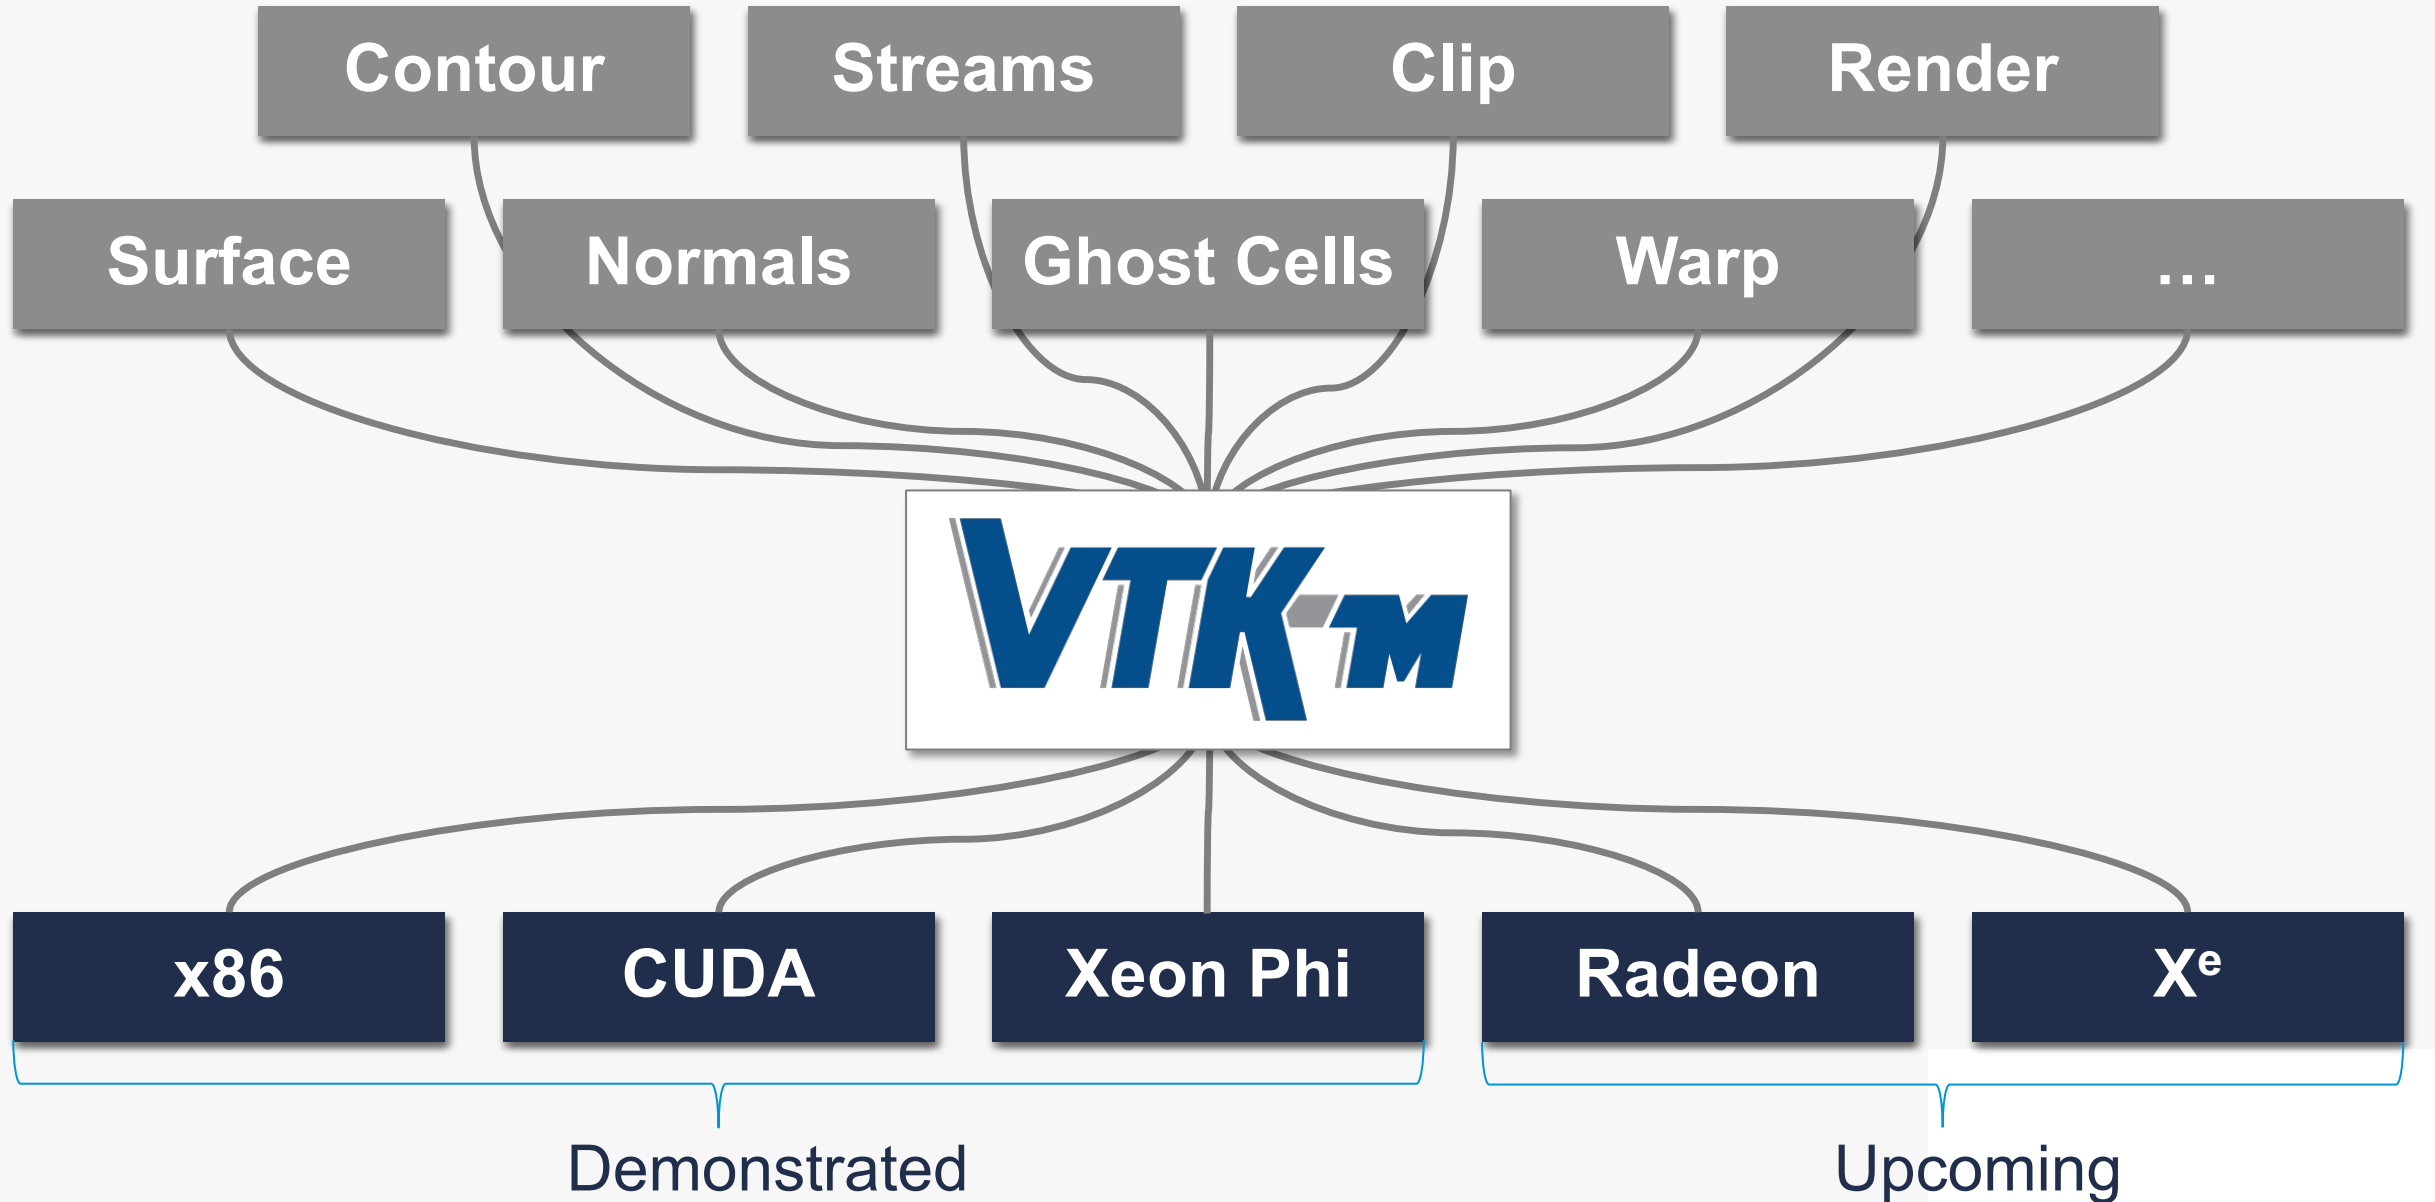 Contour Streams Clip Render
Surface Normals Ghost Cells Warp ...
VTK-m
x86 CUDA Xeon Phi Radeon Xᵉ
Demonstrated Upcoming